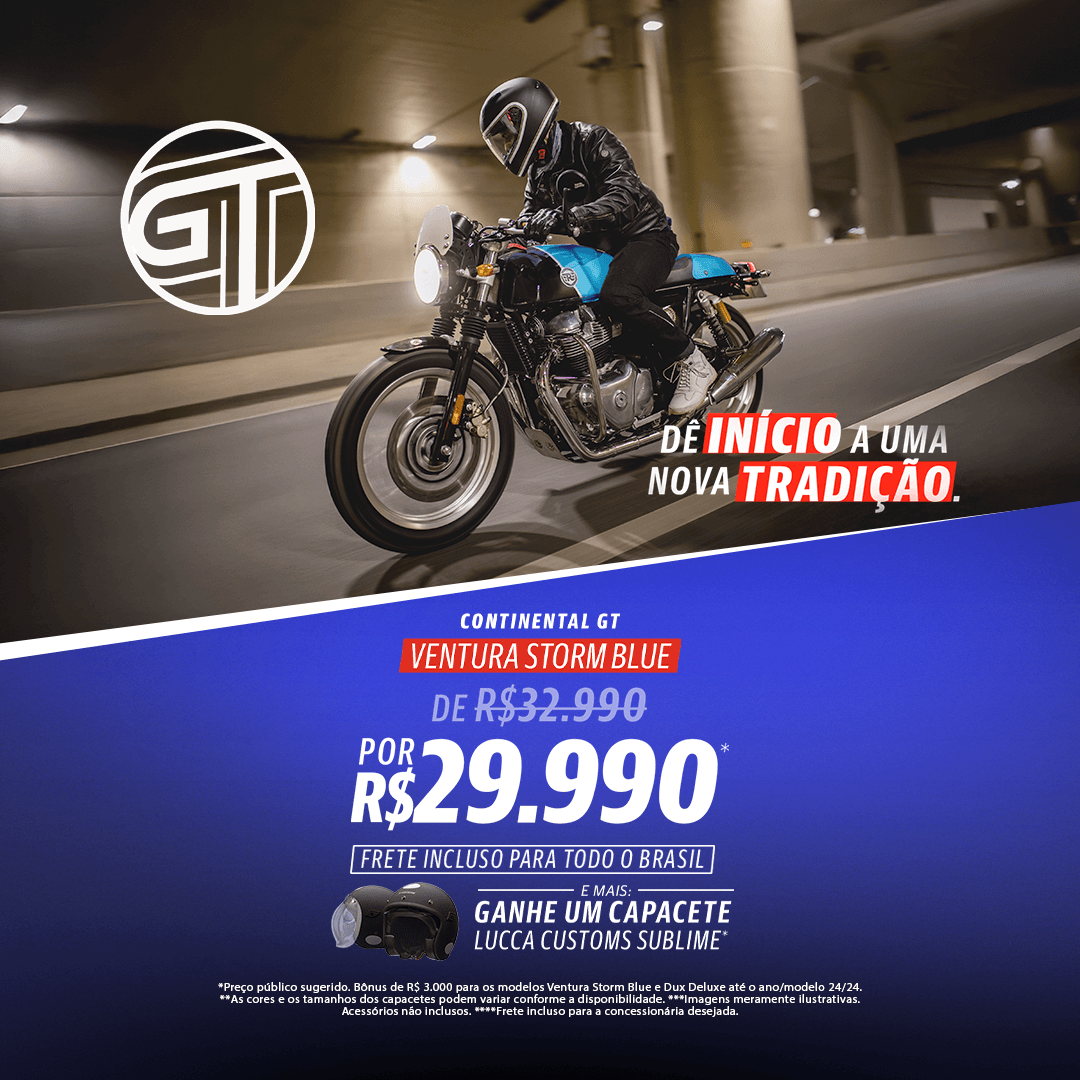 GT
DÊ INÍCIO A UMA
NOVA TRADIÇÃO.
CONTINENTAL GT
VENTURA STORM BLUE
DE R$32.990
POR
R$29.990*
FRETE INCLUSO PARA TODO O BRASIL
E MAIS:
GANHE UM CAPACETE
LUCCA CUSTOMS SUBLIME*
*Preço público sugerido. Bônus de R$ 3.000 para os modelos Ventura Storm Blue e Dux Deluxe até o ano/modelo 24/24.
**As cores e os tamanhos dos capacetes podem variar conforme a disponibilidade. ***Imagens meramente ilustrativas.
Acessórios não inclusos. ****Frete incluso para a concessionária desejada.